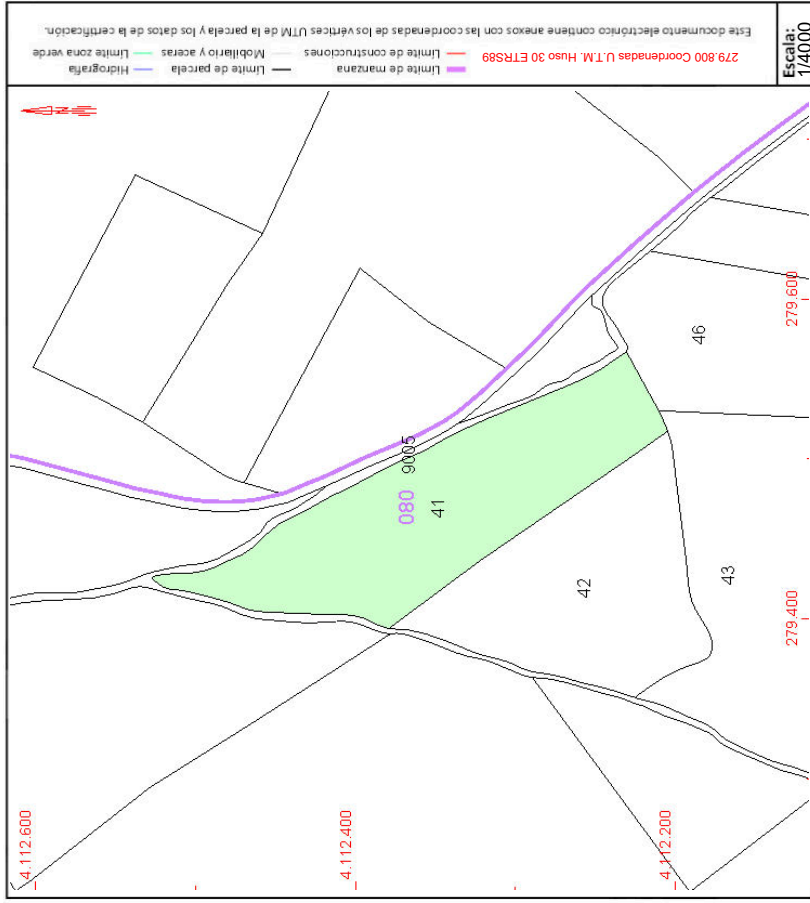 Este documento electrónico contiene anexos con las coordenadas de los vértices UTM de la parcela y los datos de la certificación.
279.800 Coordenadas U.T.M. Huso 30 ETRS89
Límite de manzana
Límite de construcciones
Límite de parcela
Mobiliario y aceras
Hidrografía
Límite zona verde
Escala:
1/4000
4.112.600
4.112.400
4.112.200
279.600
279.400
080
9005
41
42
43
46